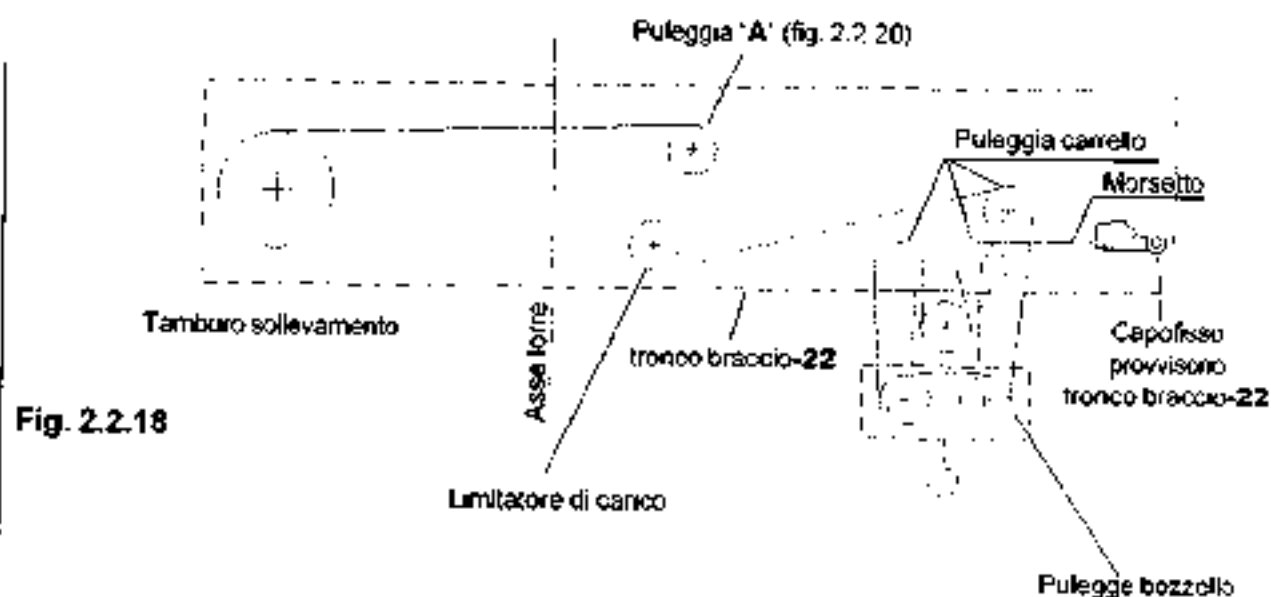 Puleggia 'A' (fig. 2.2.20)
Puleggia carrello
Morsetto
Tamburo sollevamento
Asse torre
tronco braccio-22
Capofisso
provvisorio
tronco braccio-22
Fig. 2.2.18
Limitatore di carico
Pulegge bozzello